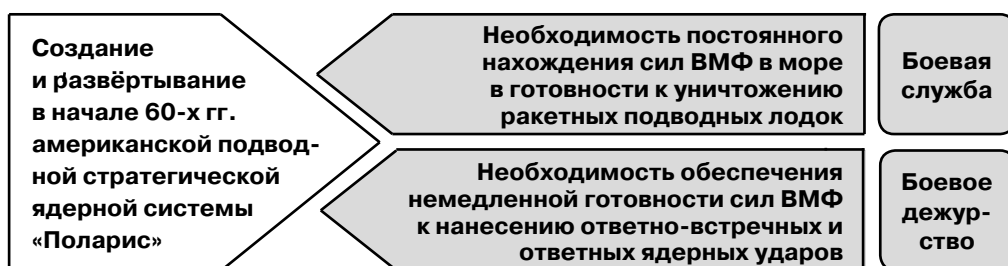 Создание
и развёртывание
в начале 60-х гг.
американской подвод-
ной стратегической
ядерной системы
«Поларис»
Необходимость постоянного
нахождения сил ВМФ в море
в готовности к уничтожению
ракетных подводных лодок
Боевая
служба
Необходимость обеспечения
немедленной готовности сил ВМФ
к нанесению ответно-встречных и
ответных ядерных ударов
Боевое
дежур-
ство